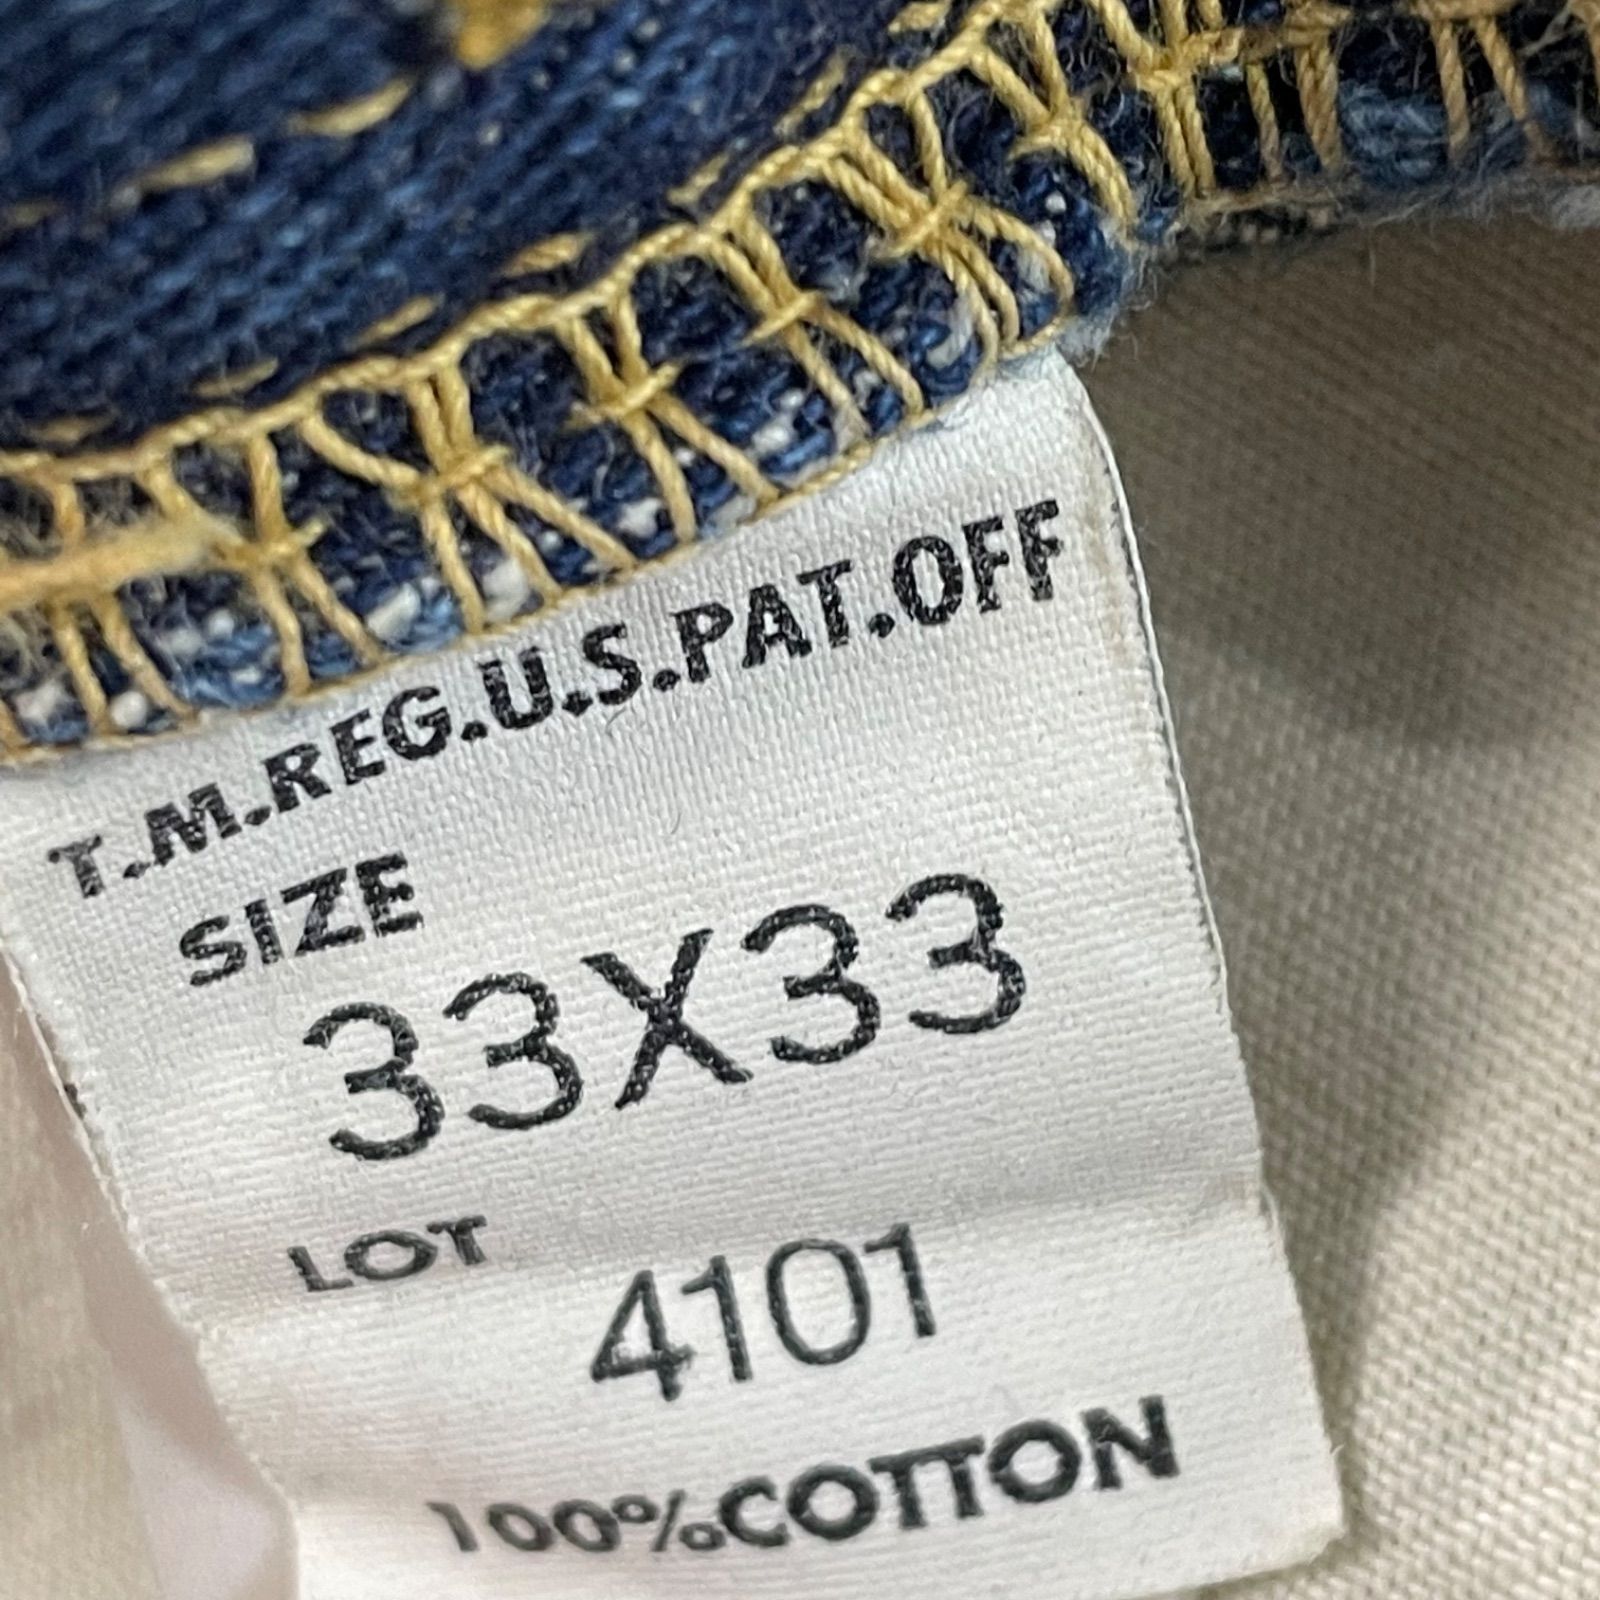 T.M.REG.U.S.PAT.OFF
SIZE
33X33
LOT
4101
100%COTTON